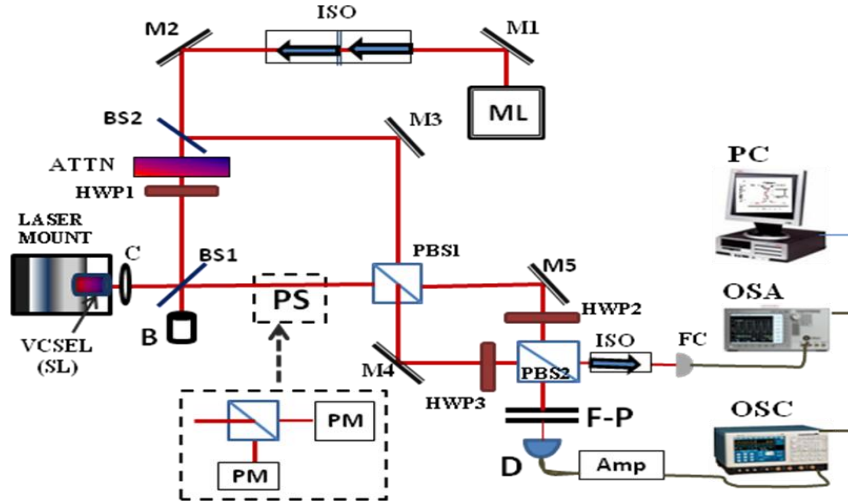 ISO
M2
M1
ML
BS2
M3
ATTN
PC
HWP1
LASER
MOUNT
C
BS1
PBS1
M5
PS
HWP2
OSA
B
ISO
FC
VCSEL
(SL)
M4
PBS2
HWP3
F-P
OSC
PM
D
Amp
PM